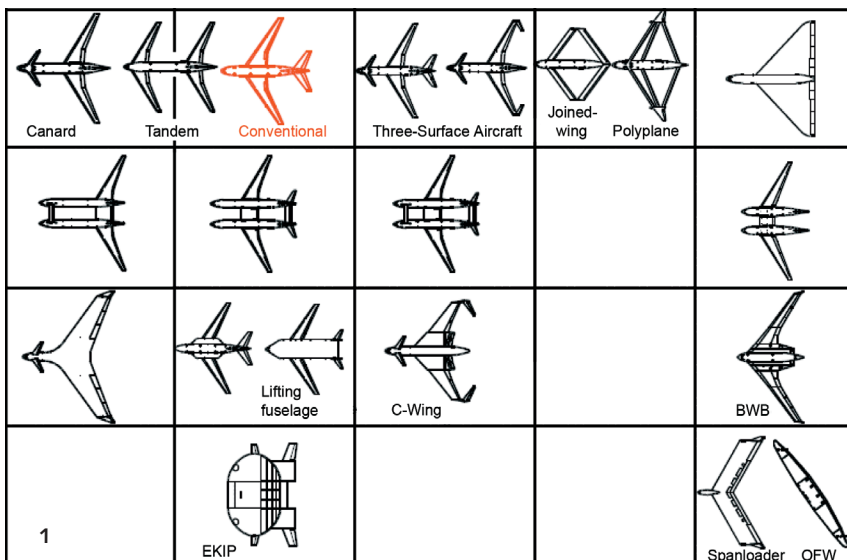 Canard
Tandem
Conventional
Three-Surface Aircraft
Joined-
wing
Polyplane
Lifting
fuselage
C-Wing
BWB
1
EKIP
Spanloader
OFW